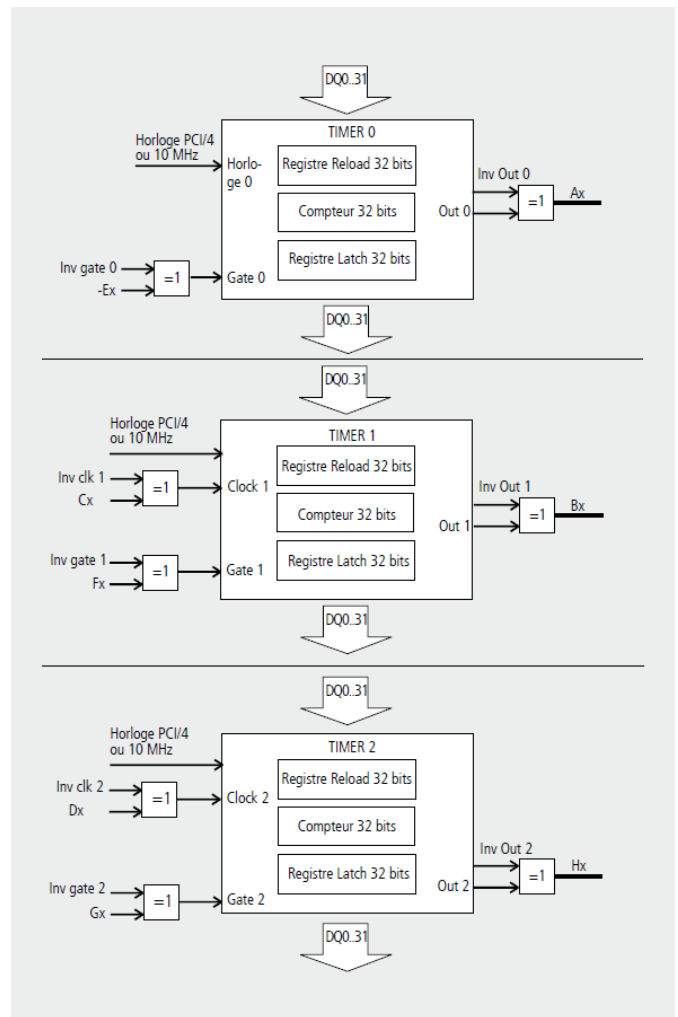 DQ0..31
TIMER 0
Horloge PCI/4
ou 10 MHz
Horlo-
ge 0
Registre Reload 32 bits
Compteur 32 bits
Registre Latch 32 bits
Inv Out 0
Out 0
=1
Ax
Inv gate 0
-Ex
=1
Gate 0
DQ0..31
DQ0..31
TIMER 1
Horloge PCI/4
ou 10 MHz
Inv clk 1
Cx
=1
Clock 1
Registre Reload 32 bits
Compteur 32 bits
Registre Latch 32 bits
Inv Out 1
Out 1
=1
Bx
Inv gate 1
Fx
=1
Gate 1
DQ0..31
DQ0..31
TIMER 2
Horloge PCI/4
ou 10 MHz
Inv clk 2
Dx
=1
Clock 2
Registre Reload 32 bits
Compteur 32 bits
Registre Latch 32 bits
Inv Out 2
Out 2
=1
Hx
Inv gate 2
Gx
=1
Gate 2
DQ0..31